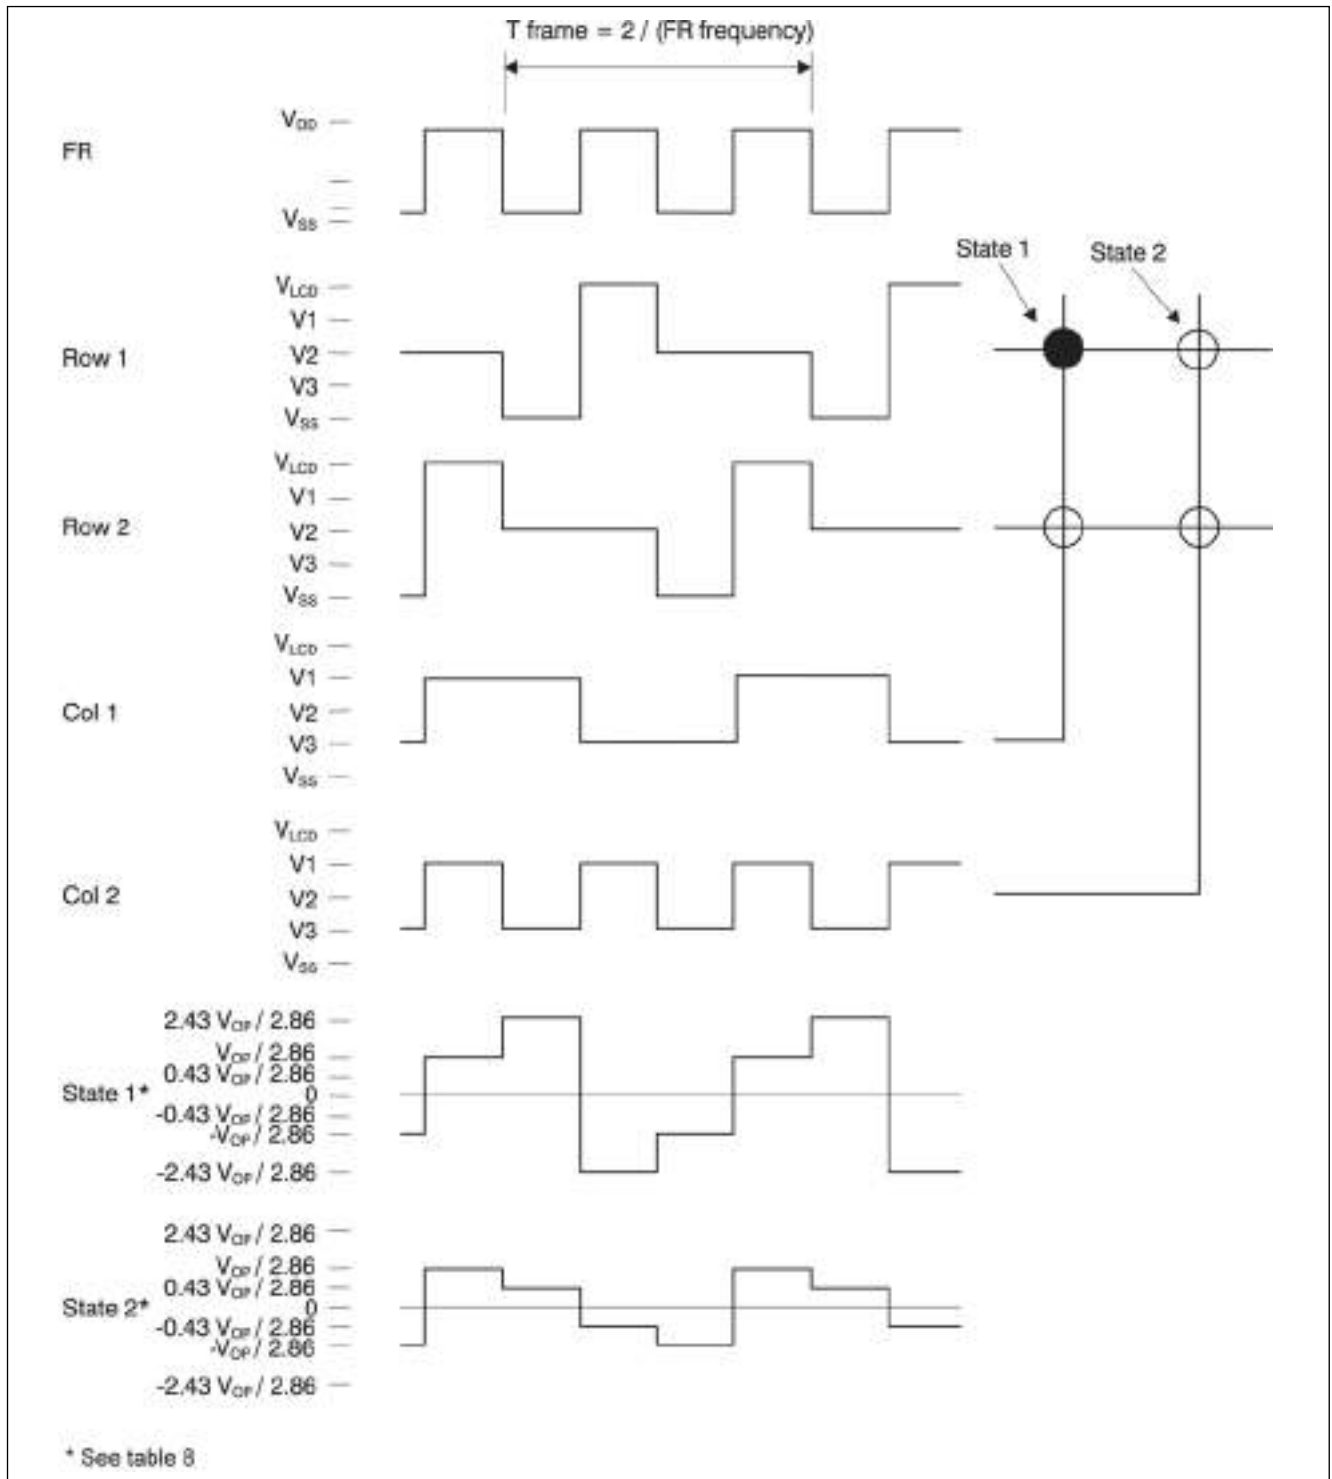 T frame = 2 / (FR frequency)
FR
VDD
VSS
State 1
State 2
Row 1
VLCD
V1
V2
V3
VSS
Row 2
VLCD
V1
V2
V3
VSS
Col 1
VLCD
V1
V2
V3
VSS
Col 2
VLCD
V1
V2
V3
VSS
State 1*
2.43 VOP / 2.86
VOP / 2.86
0.43 VOP / 2.86
0
-0.43 VOP / 2.86
-VOP / 2.86
-2.43 VOP / 2.86
State 2*
2.43 VOP / 2.86
VOP / 2.86
0.43 VOP / 2.86
0
-0.43 VOP / 2.86
-VOP / 2.86
-2.43 VOP / 2.86
* See table 8